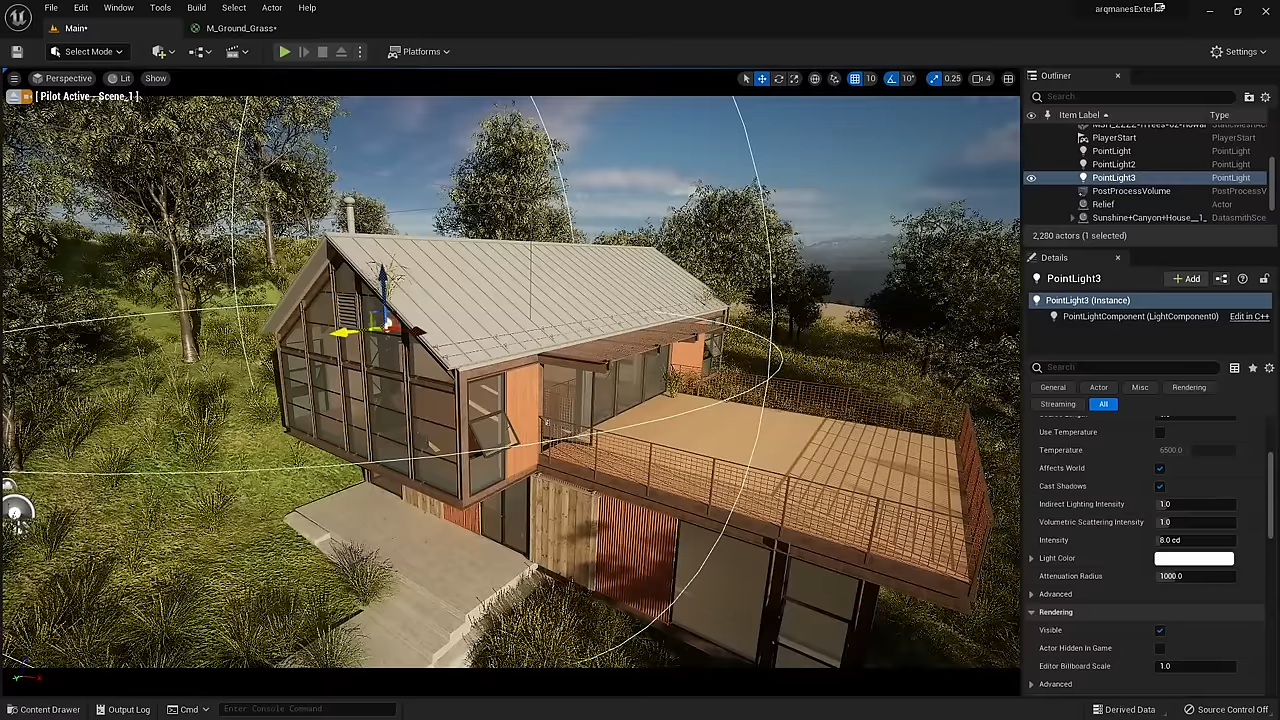 File Edit Window Tools Build Select Actor Help
Main•
M_Ground_Grass•
Select Mode
Platforms
Settings
Perspective Lit Show
10 10° 0.25 4
[ Pilot Active - Scene_1 ]
Outliner
Search
Item Label Type
PlayerStart PlayerStart
PointLight PointLight
PointLight2 PointLight
PointLight3 PointLight
PostProcessVolume PostProcessV
Relief Actor
Sunshine+Canyon+House__1_ DatasmithSce
2,280 actors (1 selected)
Details
PointLight3
Add
PointLight3 (Instance)
PointLightComponent (LightComponent0) Edit in C++
Search
General Actor Misc Rendering
Streaming All
Use Temperature
Temperature 6500.0
Affects World
Cast Shadows
Indirect Lighting Intensity 1.0
Volumetric Scattering Intensity 1.0
Intensity 8.0 cd
Light Color
Attenuation Radius 1000.0
Advanced
Rendering
Visible
Actor Hidden In Game
Editor Billboard Scale 1.0
Advanced
Content Drawer Output Log Cmd Enter Console Command
Derived Data Source Control Off